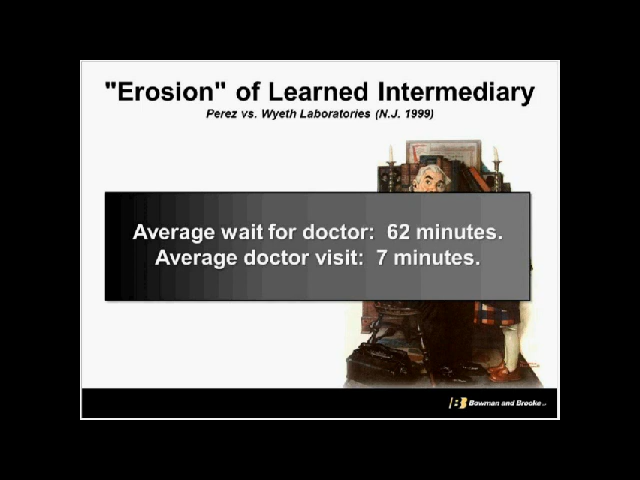 "Erosion" of Learned Intermediary
Perez vs. Wyeth Laboratories (N.J. 1999)
Average wait for doctor: 62 minutes.
Average doctor visit: 7 minutes.
Bowman and Brooke